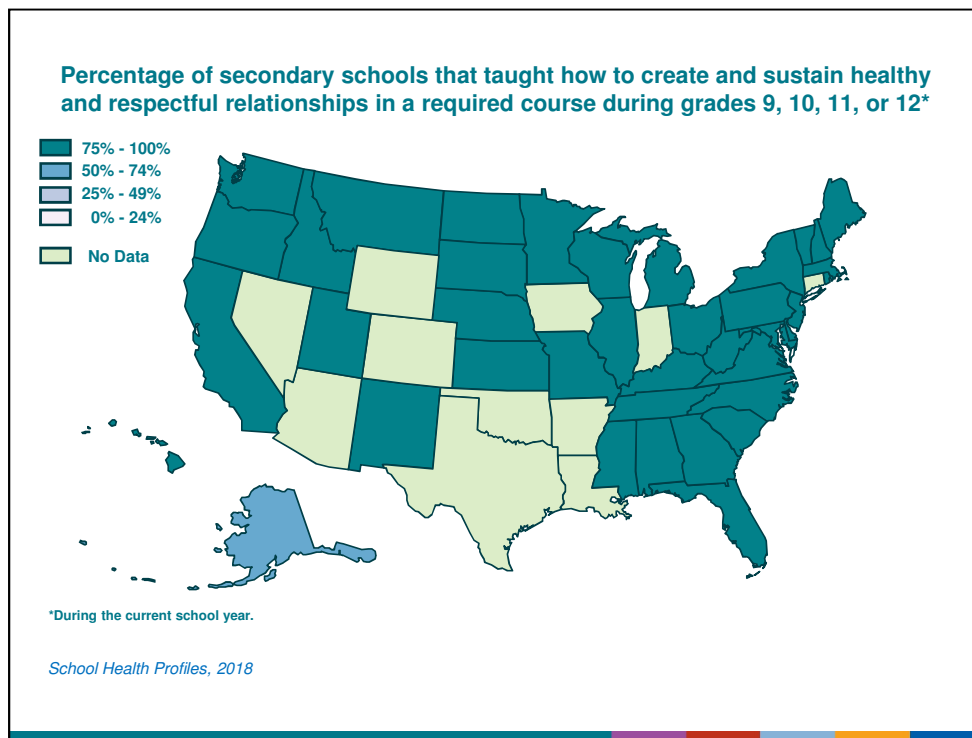 Percentage of secondary schools that taught how to create and sustain healthy
and respectful relationships in a required course during grades 9, 10, 11, or 12*
75% - 100%
50% - 74%
25% - 49%
0% - 24%
No Data
*During the current school year.
School Health Profiles, 2018